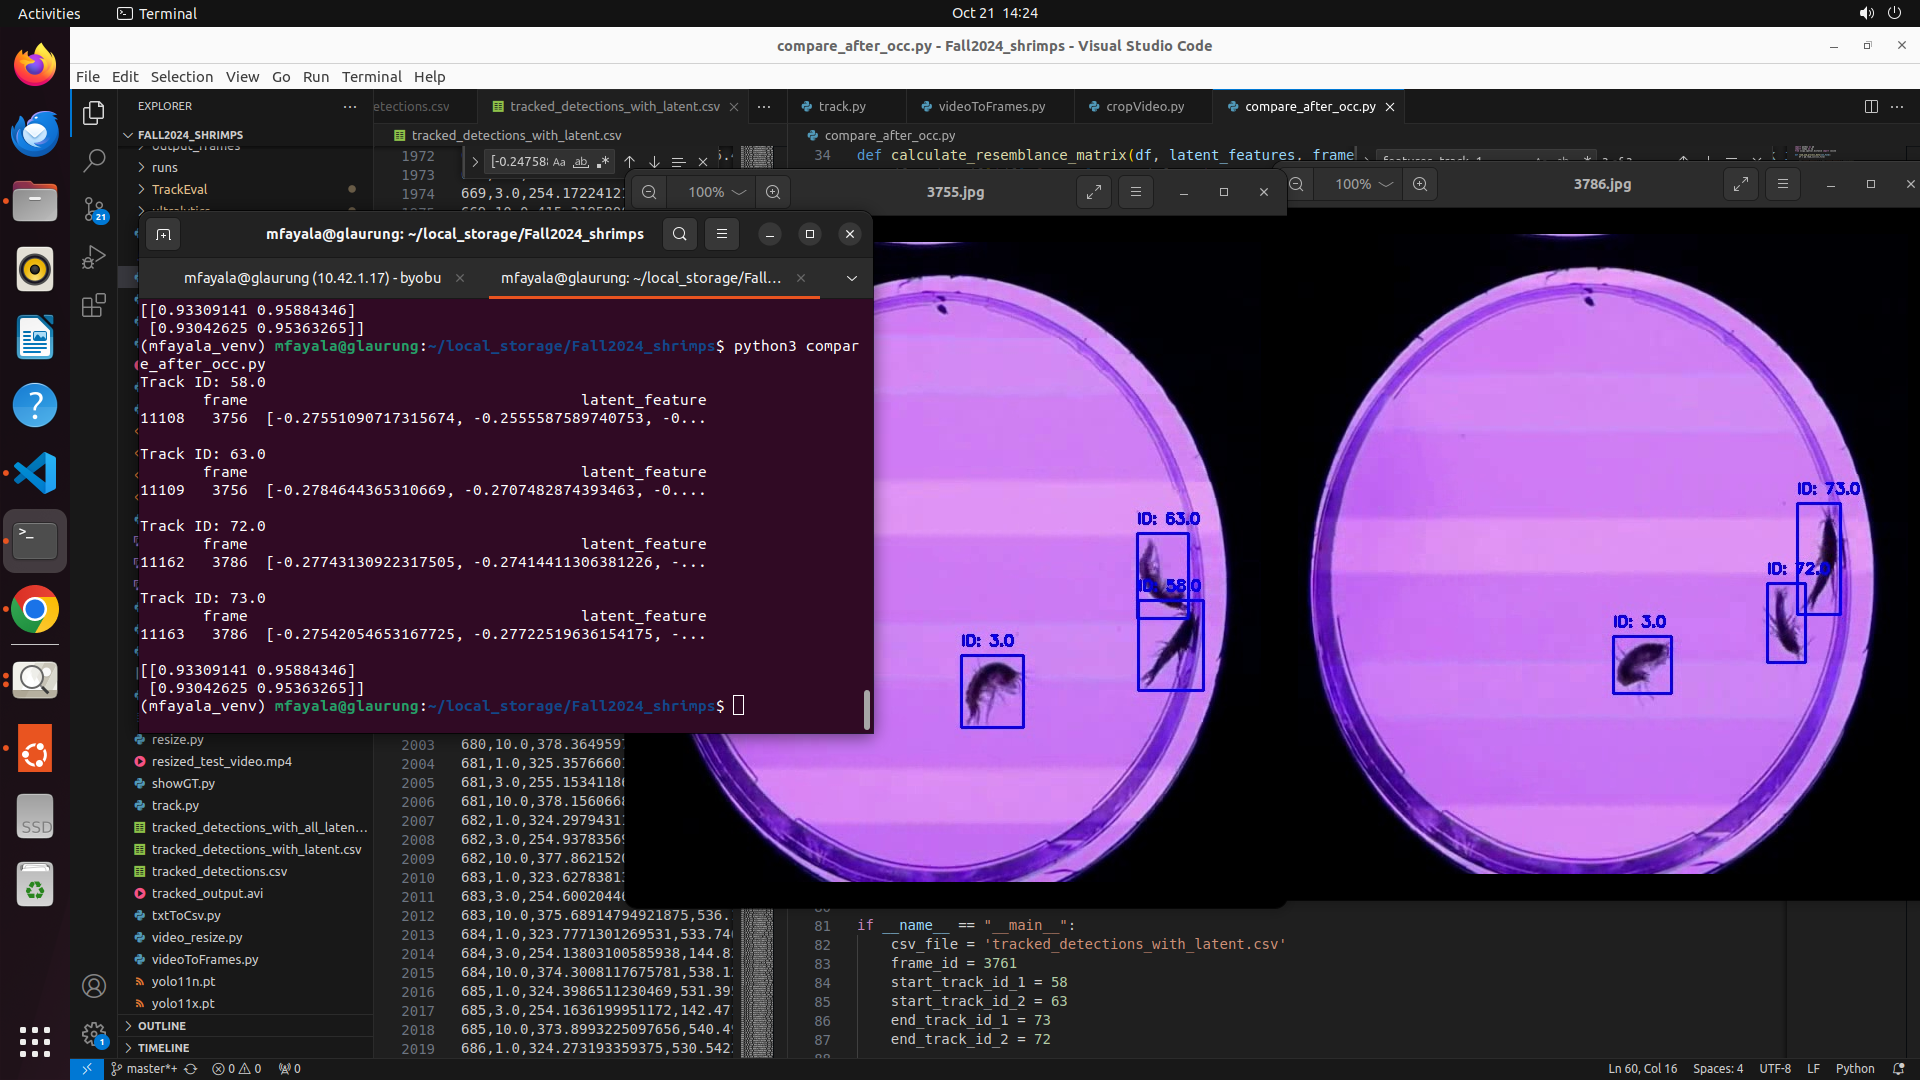 Activities
Terminal
Oct 21 14:24
compare_after_occ.py - Fall2024_shrimps - Visual Studio Code
File Edit Selection View Go Run Terminal Help
EXPLORER
etections.csv
tracked_detections_with_latent.csv
track.py
videoToFrames.py
cropVideo.py
compare_after_occ.py
FALL2024_SHRIMPS
runs
TrackEval
tracked_detections_with_latent.csv
compare_after_occ.py
1972
1973
1974 669,3.0,254.1722412
[-0.24758
Aa ab
34 def calculate_resemblance_matrix(df, latent_features, frame
100%
3755.jpg
100%
3786.jpg
mfayala@glaurung: ~/local_storage/Fall2024_shrimps
mfayala@glaurung (10.42.1.17) - byobu
mfayala@glaurung: ~/local_storage/Fall...
[[0.93309141 0.95884346]
[0.93042625 0.95363265]]
(mfayala_venv) mfayala@glaurung:~/local_storage/Fall2024_shrimps$ python3 compar
e_after_occ.py
Track ID: 58.0
frame latent_feature
11108 3756 [-0.27551090717315674, -0.2555587589740753, -0...
Track ID: 63.0
frame latent_feature
11109 3756 [-0.2784644365310669, -0.2707482874393463, -0....
Track ID: 72.0
frame latent_feature
11162 3786 [-0.27743130922317505, -0.27414411306381226, -...
Track ID: 73.0
frame latent_feature
11163 3786 [-0.27542054653167725, -0.27722519636154175, -...
[[0.93309141 0.95884346]
[0.93042625 0.95363265]]
(mfayala_venv) mfayala@glaurung:~/local_storage/Fall2024_shrimps$
ID: 63.0
ID: 58.0
ID: 3.0
ID: 73.0
ID: 72.0
ID: 3.0
resize.py
resized_test_video.mp4
showGT.py
track.py
tracked_detections_with_all_laten...
tracked_detections_with_latent.csv
tracked_detections.csv
tracked_output.avi
txtToCsv.py
video_resize.py
videoToFrames.py
yolo11n.pt
yolo11x.pt
OUTLINE
TIMELINE
2003 680,10.0,378.364959
2004 681,1.0,325.3576660
2005 681,3.0,255.1534118
2006 681,10.0,378.156066
2007 682,1.0,324.2979431
2008 682,3.0,254.9378356
2009 682,10.0,377.862152
2010 683,1.0,323.6278381
2011 683,3.0,254.6002044
2012 683,10.0,375.68914794921875,536.
2013 684,1.0,323.7771301269531,533.74
2014 684,3.0,254.13803100585938,144.8
2015 684,10.0,374.3008117675781,538.1
2016 685,1.0,324.3986511230469,531.39
2017 685,3.0,254.1636199951172,142.47
2018 685,10.0,373.8993225097656,540.4
2019 686,1.0,324.273193359375,530.542
81 if __name__ == "__main__":
82 csv_file = 'tracked_detections_with_latent.csv'
83 frame_id = 3761
84 start_track_id_1 = 58
85 start_track_id_2 = 63
86 end_track_id_1 = 73
87 end_track_id_2 = 72
SSD
21
1
master*+
0
0
0
Ln 60, Col 16
Spaces: 4
UTF-8
LF
Python